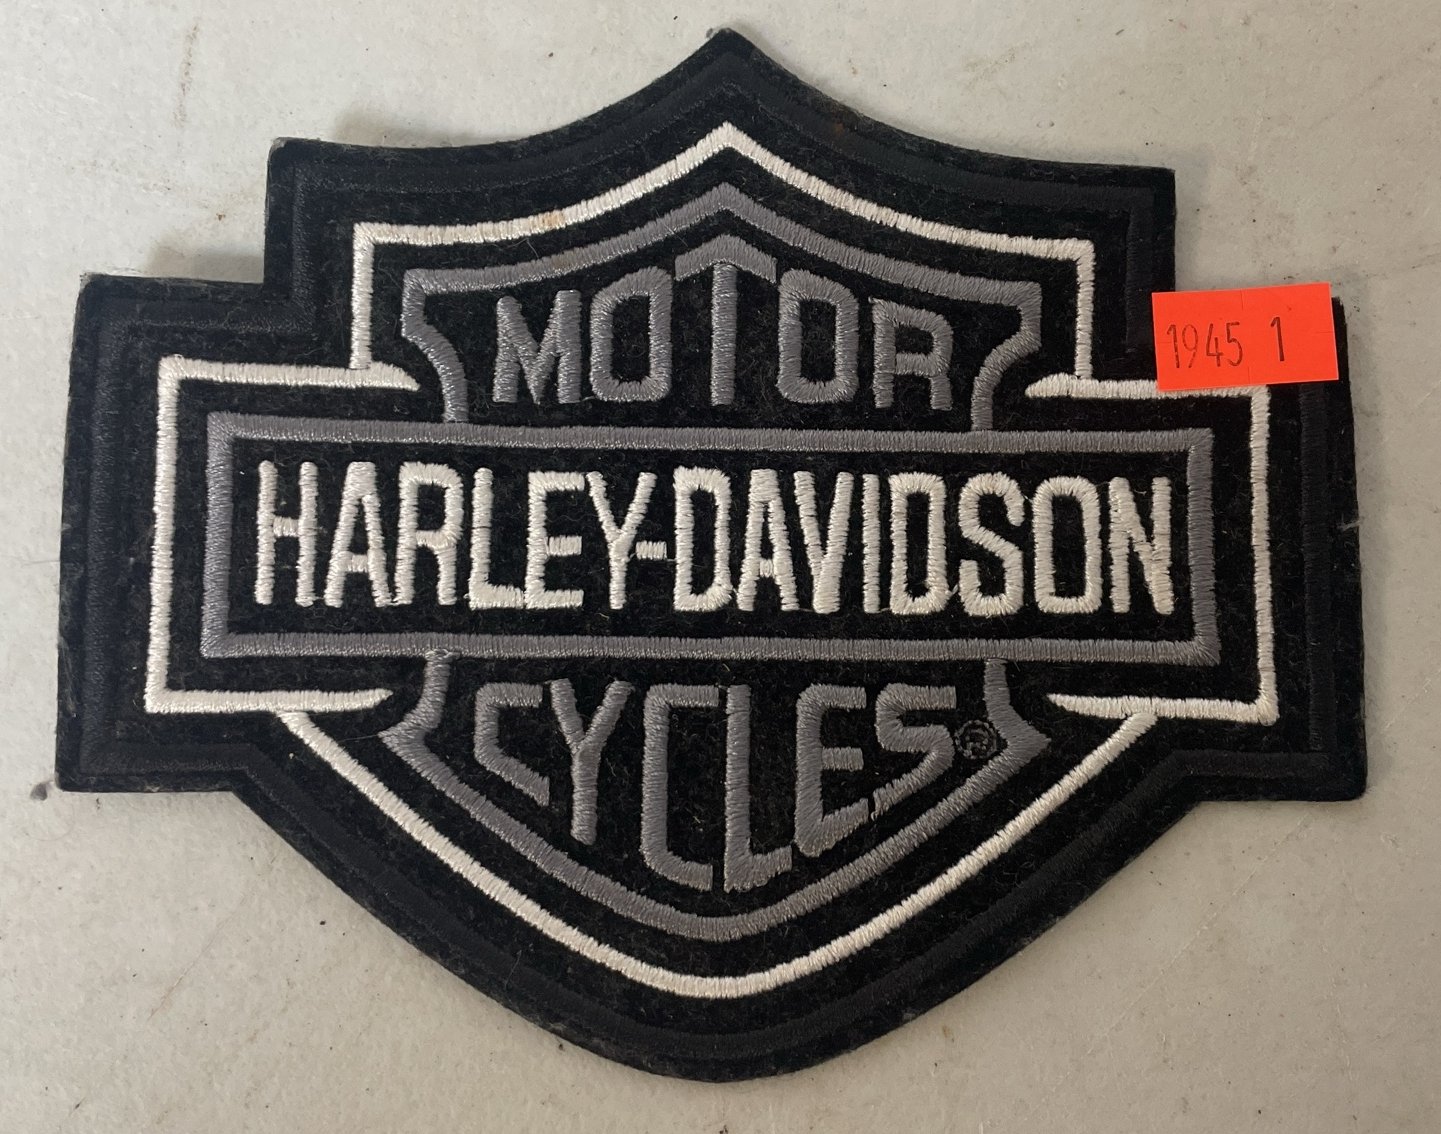 MOTOR
1945 1
HARLEY-DAVIDSON
CYCLES®